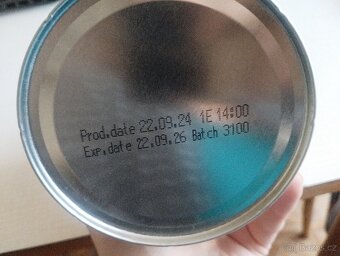 Prod.date 22.09.24 1E 14:00
Exp.date 22.09.26 Batch 3100